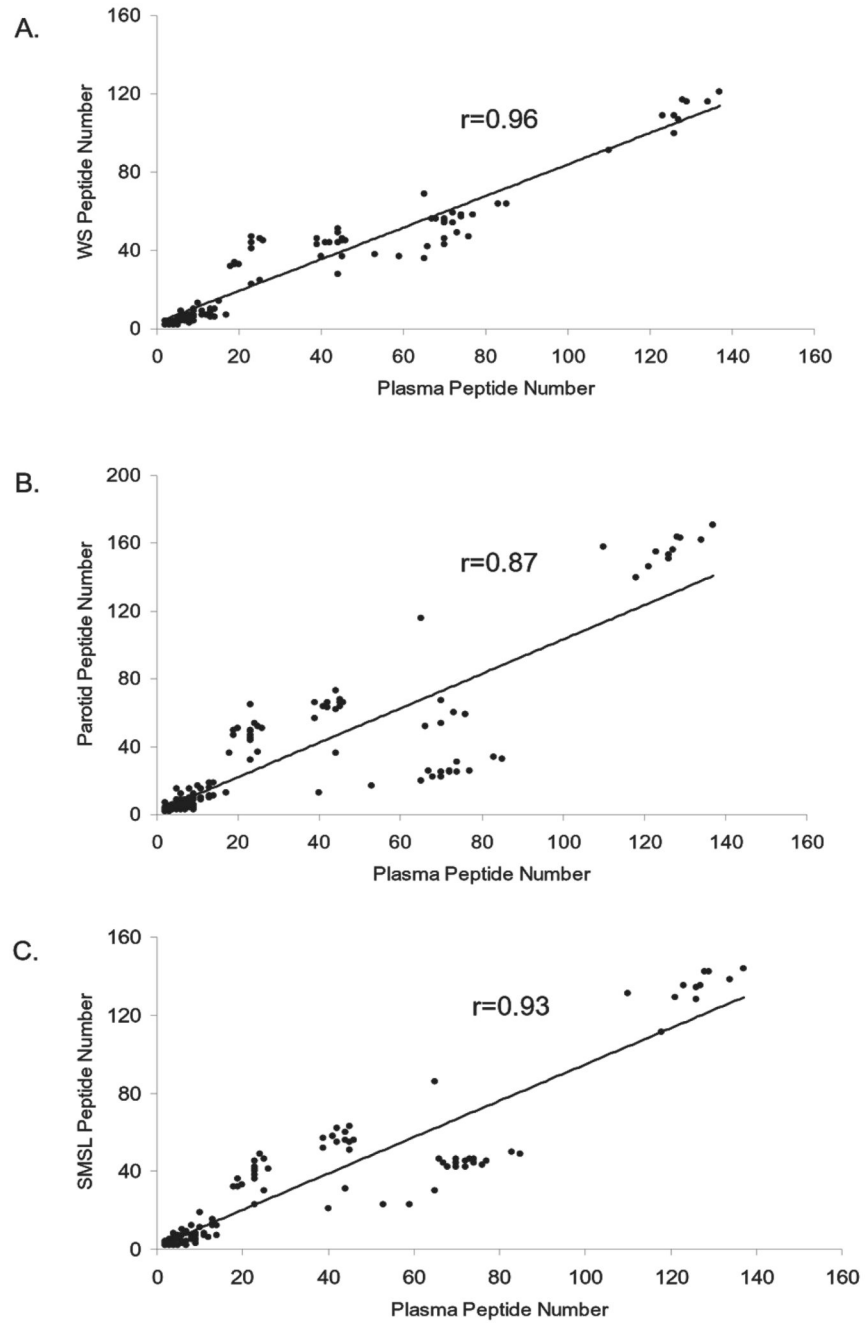 A.
160
120
80
40
0
WS Peptide Number
r=0.96
0 20 40 60 80 100 120 140 160
Plasma Peptide Number
B.
200
160
120
80
40
0
Parotid Peptide Number
r=0.87
0 20 40 60 80 100 120 140 160
Plasma Peptide Number
C.
160
120
80
40
0
SMSL Peptide Number
r=0.93
0 20 40 60 80 100 120 140 160
Plasma Peptide Number